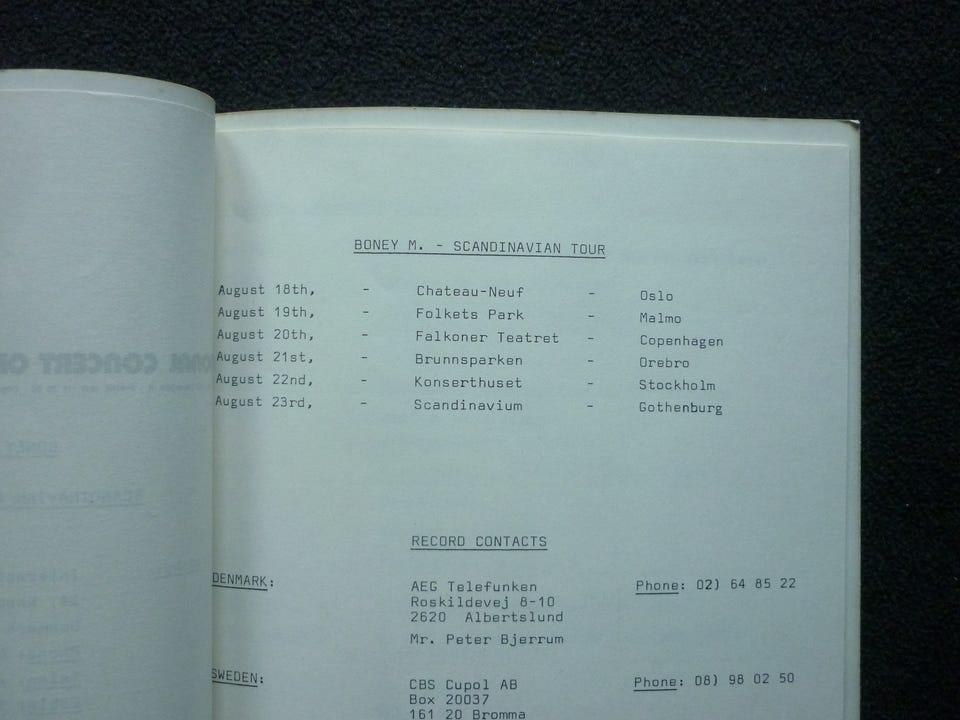 BONEY M. - SCANDINAVIAN TOUR
August 18th, - Chateau-Neuf - Oslo
August 19th, - Folkets Park - Malmo
August 20th, - Falkoner Teatret - Copenhagen
August 21st, - Brunnsparken - Orebro
August 22nd, - Konserthuset - Stockholm
August 23rd, - Scandinavium - Gothenburg
RECORD CONTACTS
DENMARK: AEG Telefunken Phone: 02) 64 85 22
Roskildevej 8-10
2620 Albertslund
Mr. Peter Bjerrum
SWEDEN: CBS Cupol AB Phone: 08) 98 02 50
Box 20037
161 20 Bromma